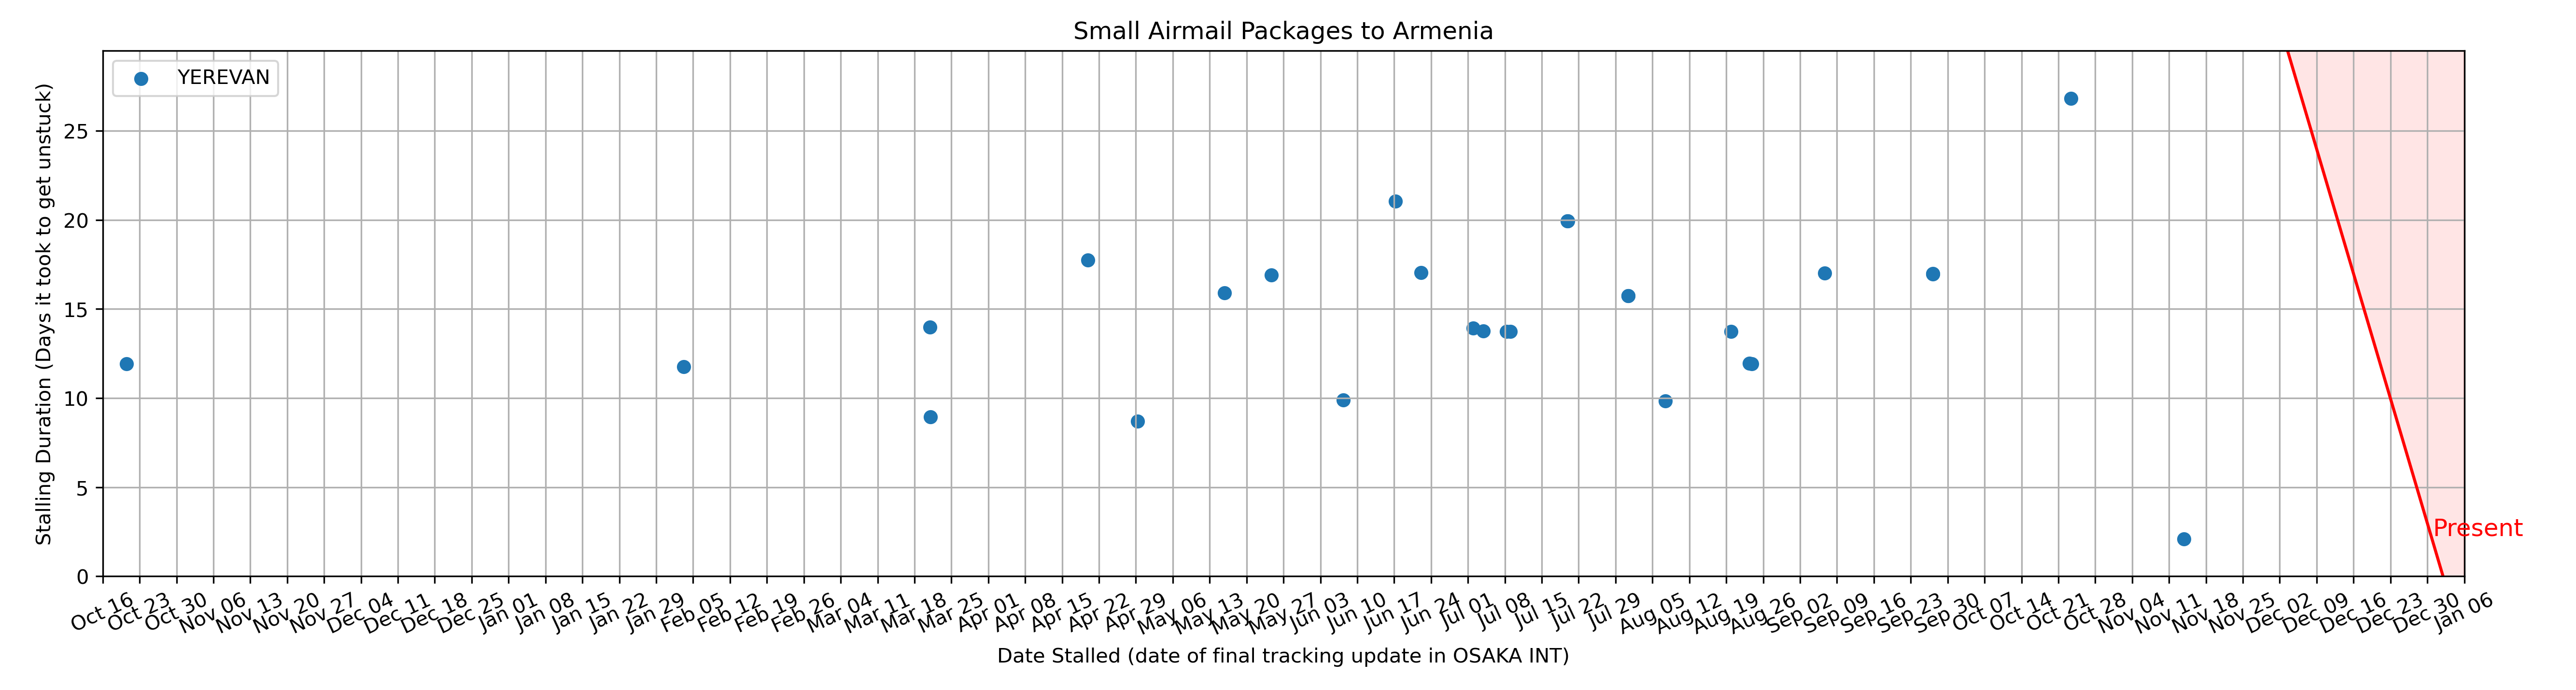 Small Airmail Packages to Armenia
YEREVAN
Stalling Duration (Days it took to get unstuck)
25
20
15
10
5
0
Present
Oct 16
Oct 23
Oct 30
Nov 06
Nov 13
Nov 20
Nov 27
Dec 04
Dec 11
Dec 18
Dec 25
Jan 01
Jan 08
Jan 15
Jan 22
Jan 29
Feb 05
Feb 12
Feb 19
Feb 26
Mar 04
Mar 11
Mar 18
Mar 25
Apr 01
Apr 08
Apr 15
Apr 22
Apr 29
May 06
May 13
May 20
May 27
Jun 03
Jun 10
Jun 17
Jun 24
Jul 01
Jul 08
Jul 15
Jul 22
Jul 29
Aug 05
Aug 12
Aug 19
Aug 26
Sep 02
Sep 09
Sep 16
Sep 23
Sep 30
Oct 07
Oct 14
Oct 21
Oct 28
Nov 04
Nov 11
Nov 18
Nov 25
Dec 02
Dec 09
Dec 16
Dec 23
Dec 30
Jan 06
Date Stalled (date of final tracking update in OSAKA INT)